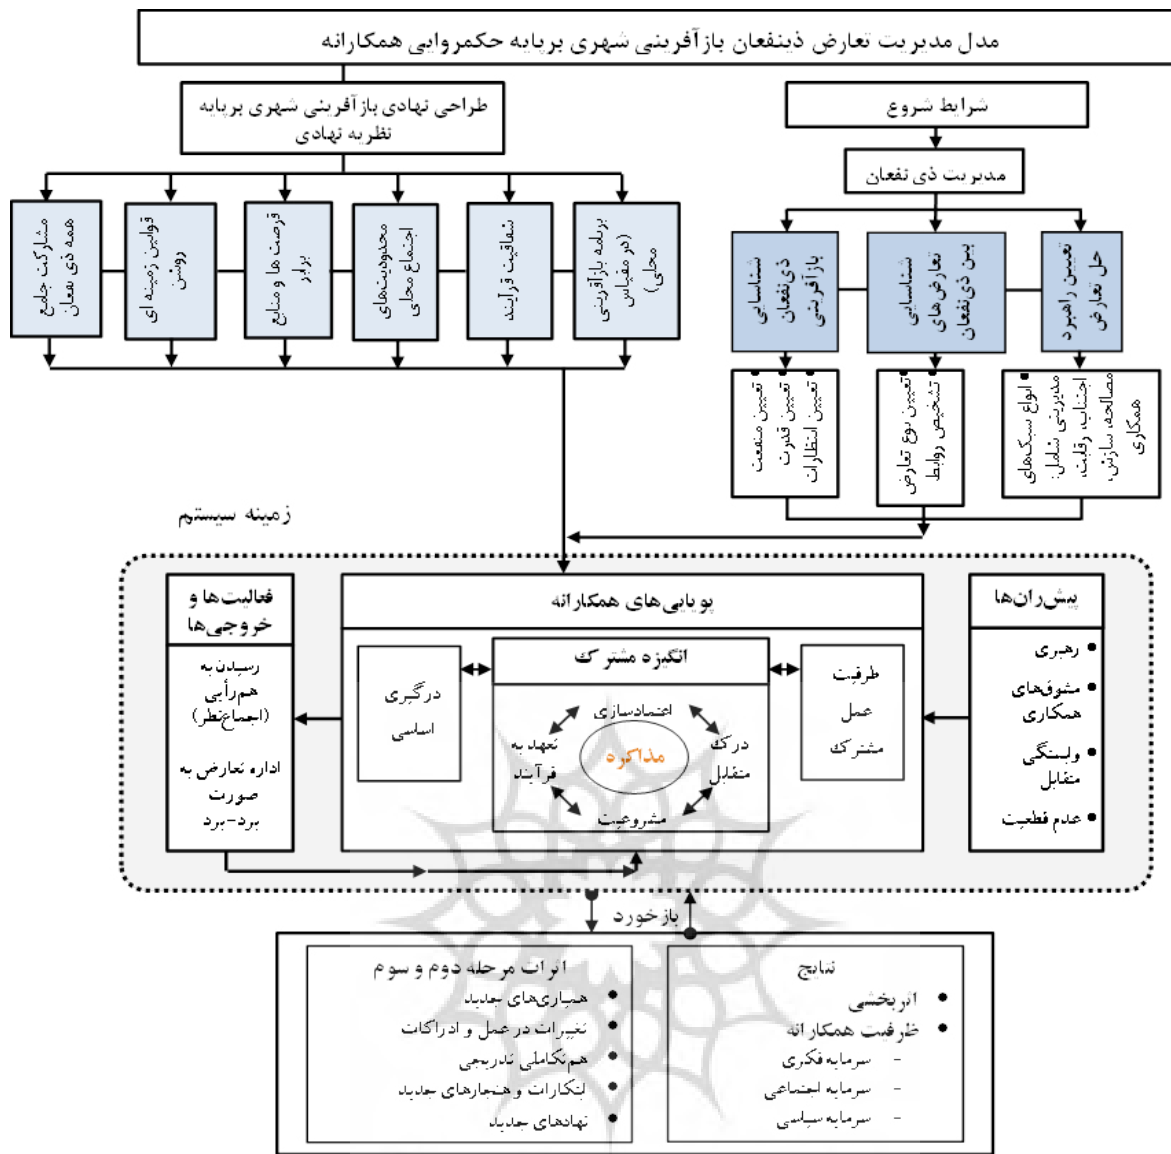 مدل مدیریت تعارض ذینفعان بازآفرینی شهری برپایه حکمروایی همکارانه
شرایط شروع
مدیریت ذی نفعان
تعیین راهبرد
حل تعارض
شناسایی
تعارض‌های
بین ذی‌نفعان
شناسایی
ذی‌نفعان
بازآفرینی
• انواع سبک‌های
مدیریتی شامل:
اجتناب، رقابت،
مصالحه، سازش،
همکاری
• تعیین نوع تعارض
• تشخیص روابط
• تعیین منفعت
• تعیین قدرت
• تعیین انتظارات
طراحی نهادی بازآفرینی شهری برپایه
نظریه نهادی
برنامه بازآفرینی
(در مقیاس
محلی)
شفافیت فرآیند
محدودیت‌های
اجتماع محلی
فرصت ها و منابع
برابر
قوانین زمینه ای
روشن
مشارکت جامع
همه ذی نفعان
زمینه سیستم
پیش‌ران‌ها
• رهبری
• مشوق‌های
همکاری
• وابستگی
متقابل
• عدم قطعیت
پویایی‌های همکارانه
ظرفیت
عمل
مشترک
انگیزه مشترک
اعتمادسازی
درک
متقابل
مذاکره
تعهد به
فرآیند
مشروعیت
درگیری
اساسی
فعالیت‌ها و
خروجی‌ها
رسیدن به
هم‌رأیی
(اجماع‌نظر)
اداره تعارض به
صورت
برد-برد
بازخورد
نتایج
• اثربخشی
• ظرفیت همکارانه
- سرمایه فکری
- سرمایه اجتماعی
- سرمایه سیاسی
اثرات مرحله دوم و سوم
• همیاری‌های جدید
• تغییرات در عمل و ادراکات
• هم‌تکاملی تدریجی
• ابتکارات و هنجارهای جدید
• نهادهای جدید